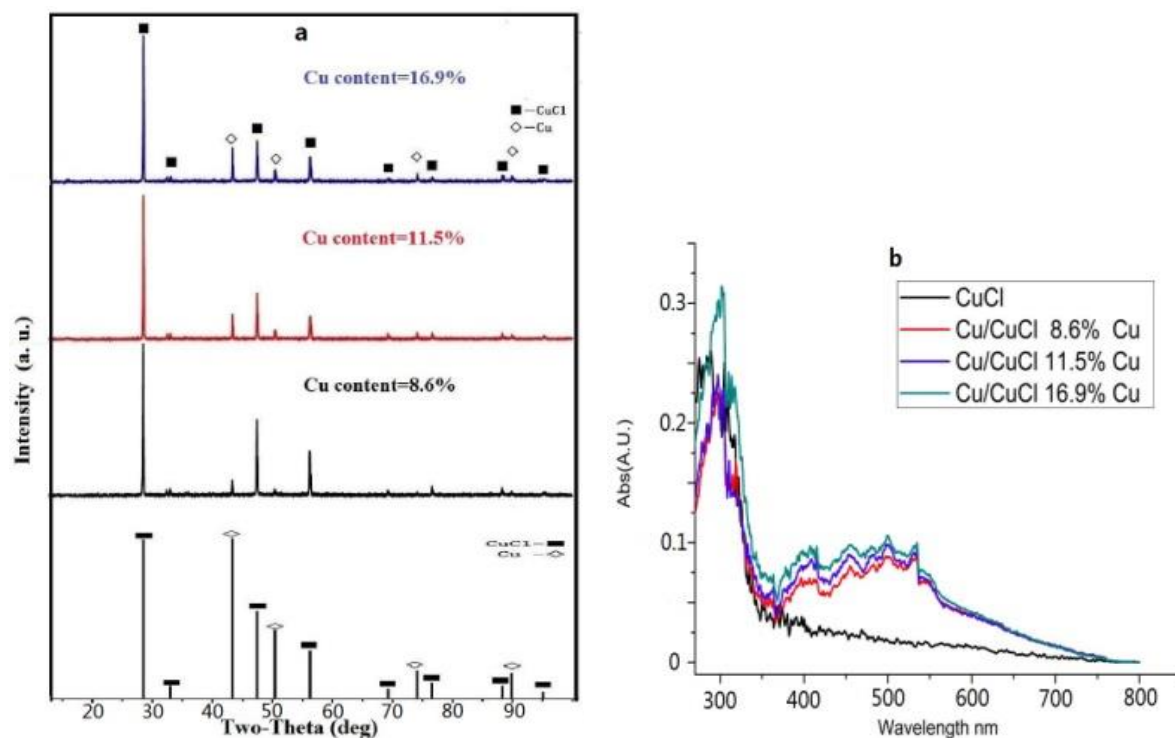 a
Cu content=16.9%
■ —CuCl
◇ —Cu
Cu content=11.5%
Cu content=8.6%
CuCl—
Cu —◇
Intensity (a. u.)
20 30 40 50 60 70 80 90
Two-Theta (deg)
b
CuCl
Cu/CuCl 8.6% Cu
Cu/CuCl 11.5% Cu
Cu/CuCl 16.9% Cu
Abs(A.U.)
0.3
0.2
0.1
0
300 400 500 600 700 800
Wavelength nm